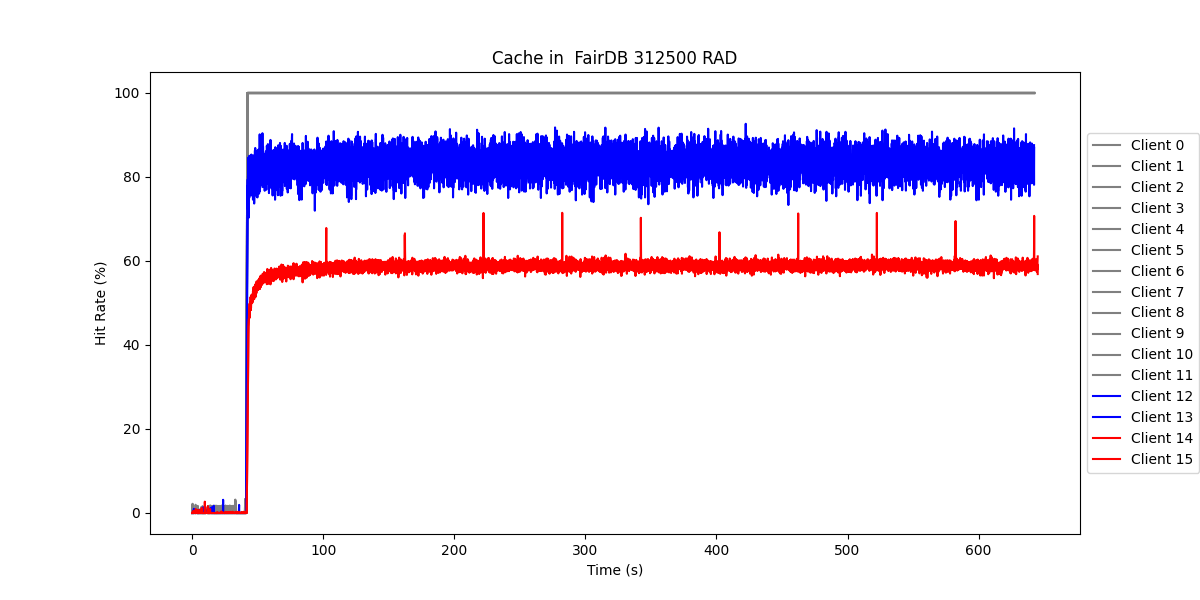 Cache in  FairDB 312500 RAD
Hit Rate (%)
100
80
60
40
20
0
0 100 200 300 400 500 600
Time (s)
Client 0
Client 1
Client 2
Client 3
Client 4
Client 5
Client 6
Client 7
Client 8
Client 9
Client 10
Client 11
Client 12
Client 13
Client 14
Client 15